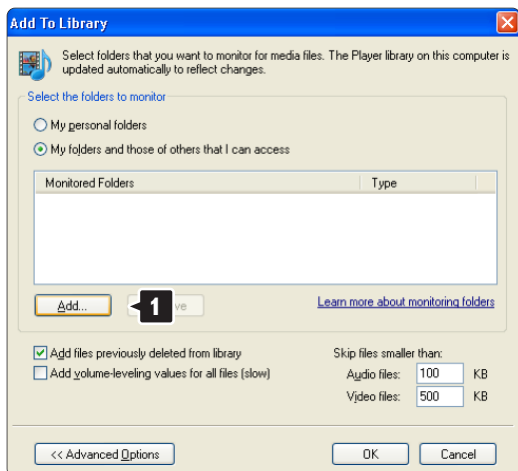 Add To Library
Select folders that you want to monitor for media files. The Player library on this computer is
updated automatically to reflect changes.
Select the folders to monitor
My personal folders
My folders and those of others that I can access
Monitored Folders Type
Add... 1 ve Learn more about monitoring folders
Add files previously deleted from library
Add volume-leveling values for all files (slow)
Skip files smaller than:
Audio files: 100 KB
Video files: 500 KB
<< Advanced Options OK Cancel